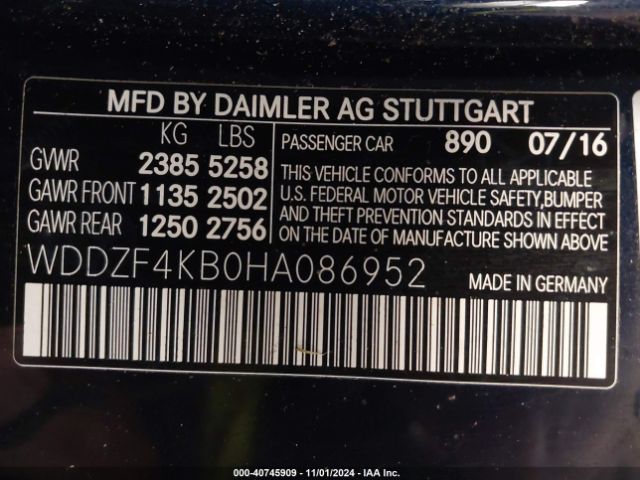 MFD BY DAIMLER AG STUTTGART
KG LBS
GVWR 2385 5258
GAWR FRONT 1135 2502
GAWR REAR 1250 2756
PASSENGER CAR 890 07/16
THIS VEHICLE CONFORMS TO ALL APPLICABLE
U.S. FEDERAL MOTOR VEHICLE SAFETY,BUMPER
AND THEFT PREVENTION STANDARDS IN EFFECT
ON THE DATE OF MANUFACTURE SHOWN ABOVE
WDDZF4KB0HA086952 MADE IN GERMANY
000-40745909 - 11/01/2024 - IAA Inc.